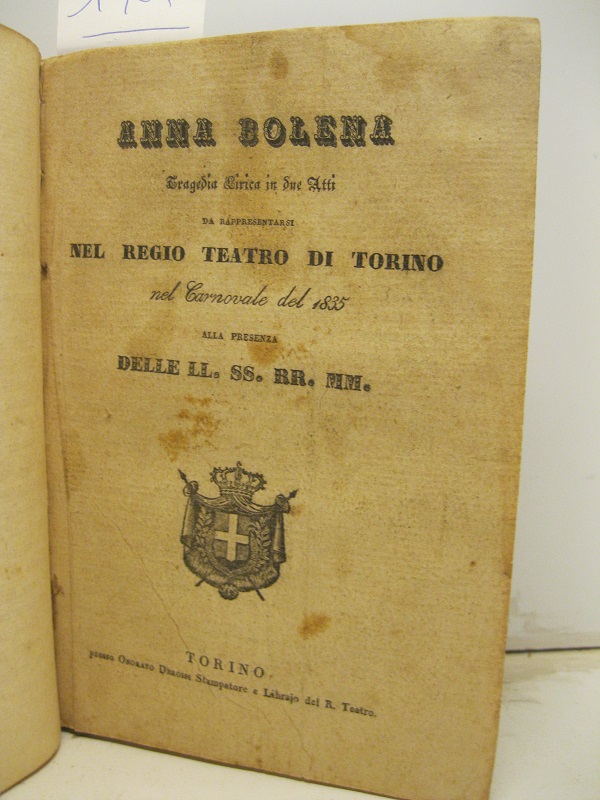 ANNA BOLENA
Tragedia Lirica in due Atti
DA RAPPRESENTARSI
NEL REGIO TEATRO DI TORINO
nel Carnovale del 1835
ALLA PRESENZA
DELLE LL. SS. RR. MM.
TORINO
presso ONORATO DEROSSI Stampatore e Librajo del R. Teatro.